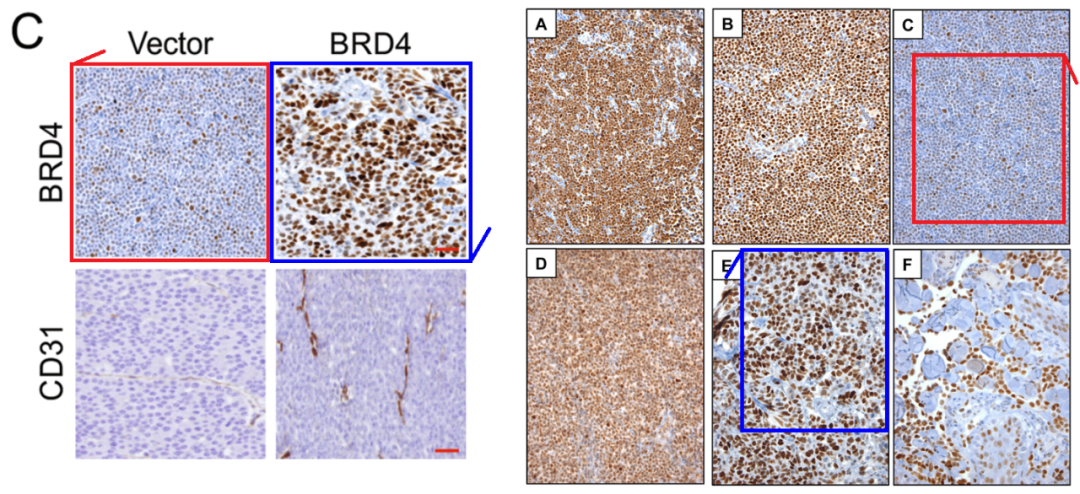 C
Vector BRD4
BRD4
CD31
A B C
D E F